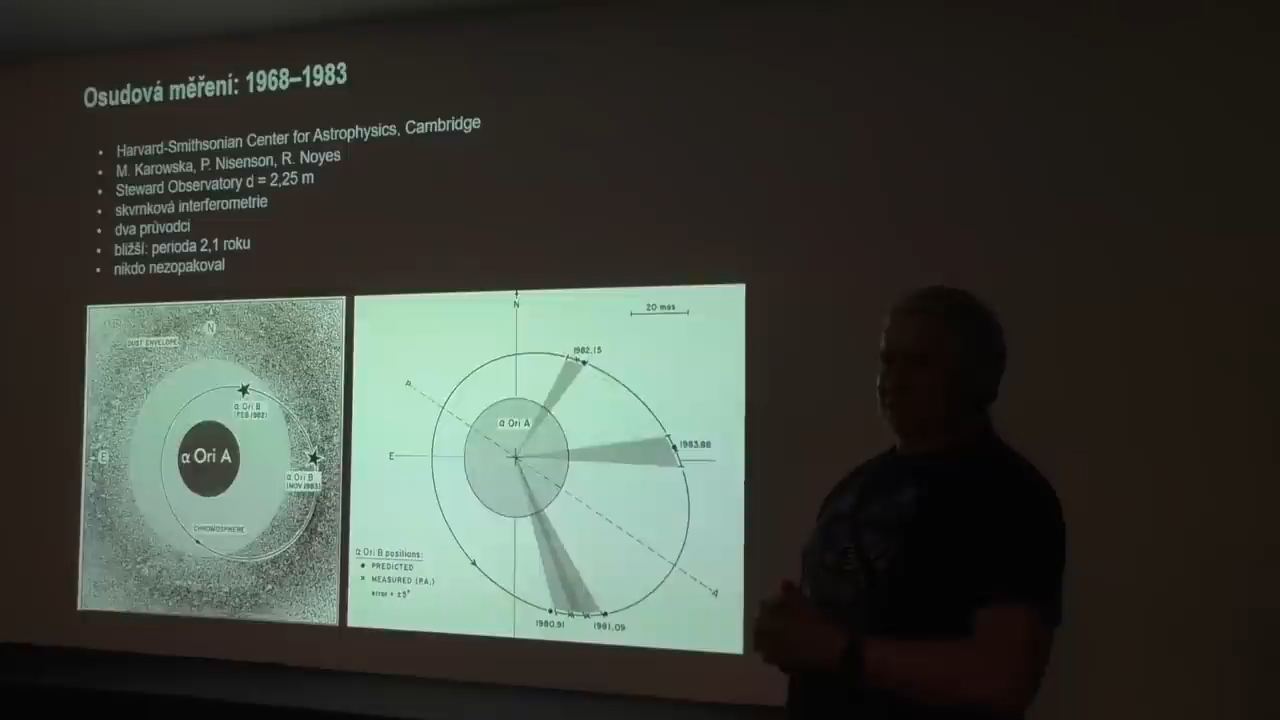 Osudová měření: 1968–1983
• Harvard-Smithsonian Center for Astrophysics, Cambridge
• M. Karowska, P. Nisenson, R. Noyes
• Steward Observatory d = 2,25 m
• skvrnková interferometrie
• dva průvodci
• bližší: perioda 2,1 roku
• nikdo nezopakoval
N
DUST ENVELOPE
α Ori B
(FEB 1982)
E
α Ori A
α Ori B
(NOV 1983)
CHROMOSPHERE
N
20 mas
1982.15
α Ori A
1983.88
E
α Ori B positions:
● PREDICTED
× MEASURED (P.A.)
error = ±5°
1980.91
1981.09